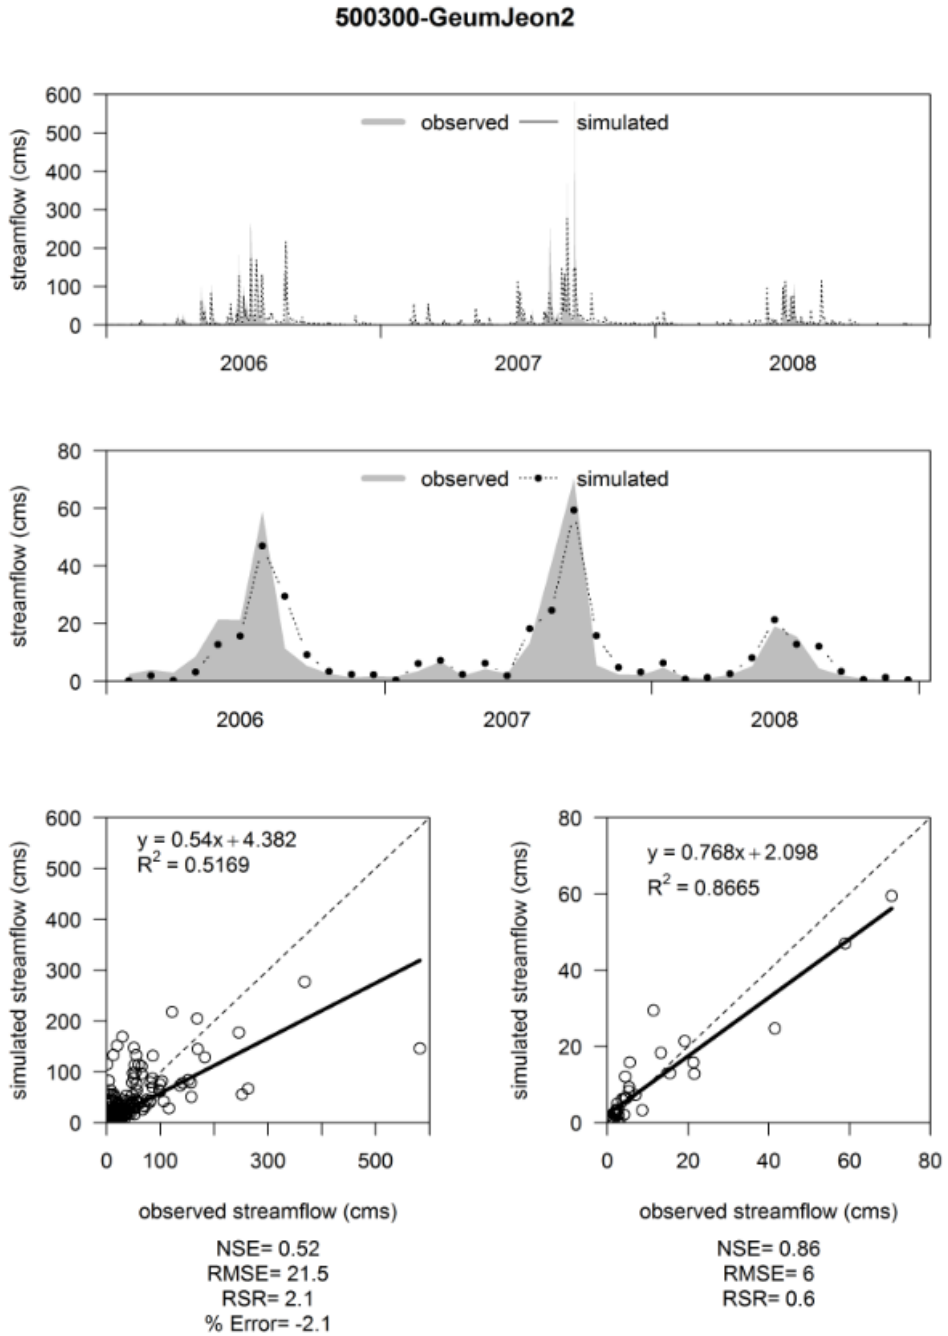 500300-GeumJeon2
600
500
400
300
200
100
0
streamflow (cms)
observed simulated
2006 2007 2008
80
60
40
20
0
streamflow (cms)
observed simulated
2006 2007 2008
600
500
400
300
200
100
0
simulated streamflow (cms)
y = 0.54x + 4.382
R² = 0.5169
0 100 300 500
observed streamflow (cms)
NSE= 0.52
RMSE= 21.5
RSR= 2.1
% Error= -2.1
80
60
40
20
0
simulated streamflow (cms)
y = 0.768x + 2.098
R² = 0.8665
0 20 40 60 80
observed streamflow (cms)
NSE= 0.86
RMSE= 6
RSR= 0.6